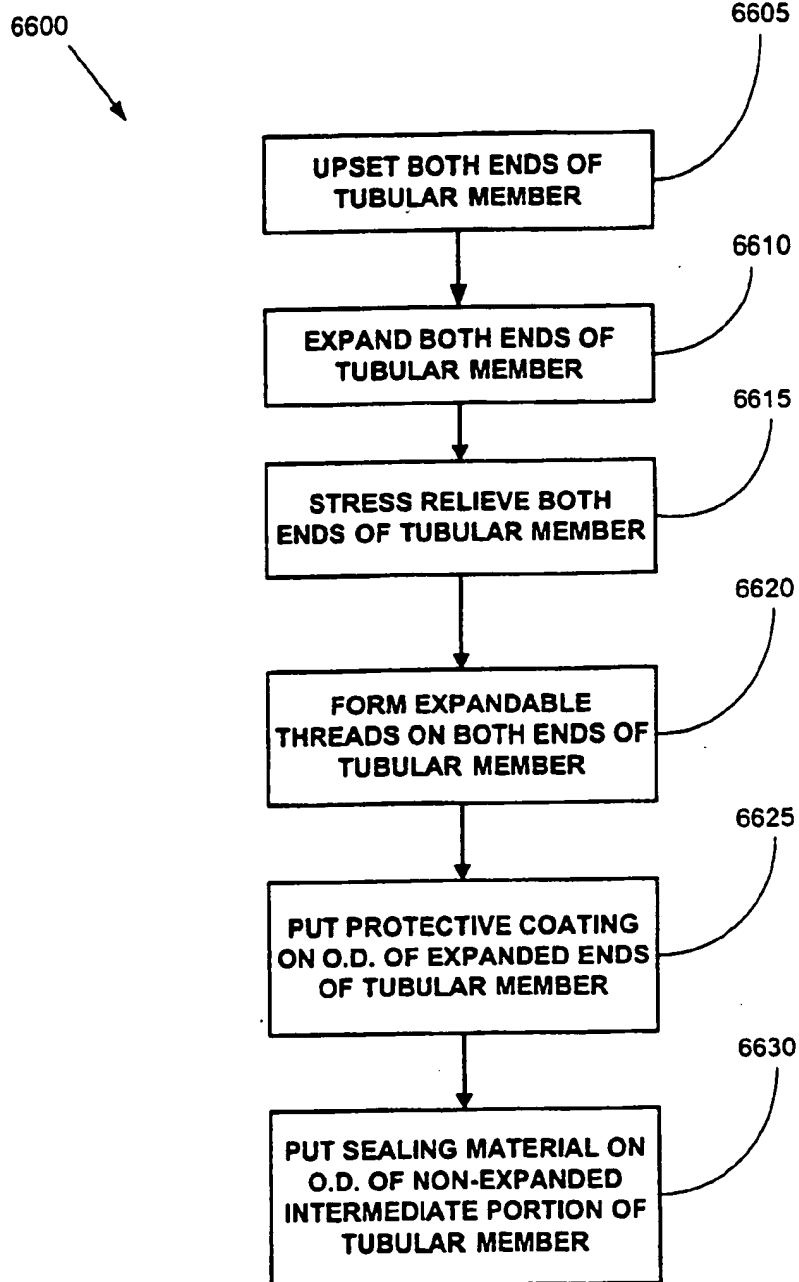 6600
6605
UPSET BOTH ENDS OF
TUBULAR MEMBER
6610
EXPAND BOTH ENDS OF
TUBULAR MEMBER
6615
STRESS RELIEVE BOTH
ENDS OF TUBULAR MEMBER
6620
FORM EXPANDABLE
THREADS ON BOTH ENDS OF
TUBULAR MEMBER
6625
PUT PROTECTIVE COATING
ON O.D. OF EXPANDED ENDS
OF TUBULAR MEMBER
6630
PUT SEALING MATERIAL ON
O.D. OF NON-EXPANDED
INTERMEDIATE PORTION OF
TUBULAR MEMBER